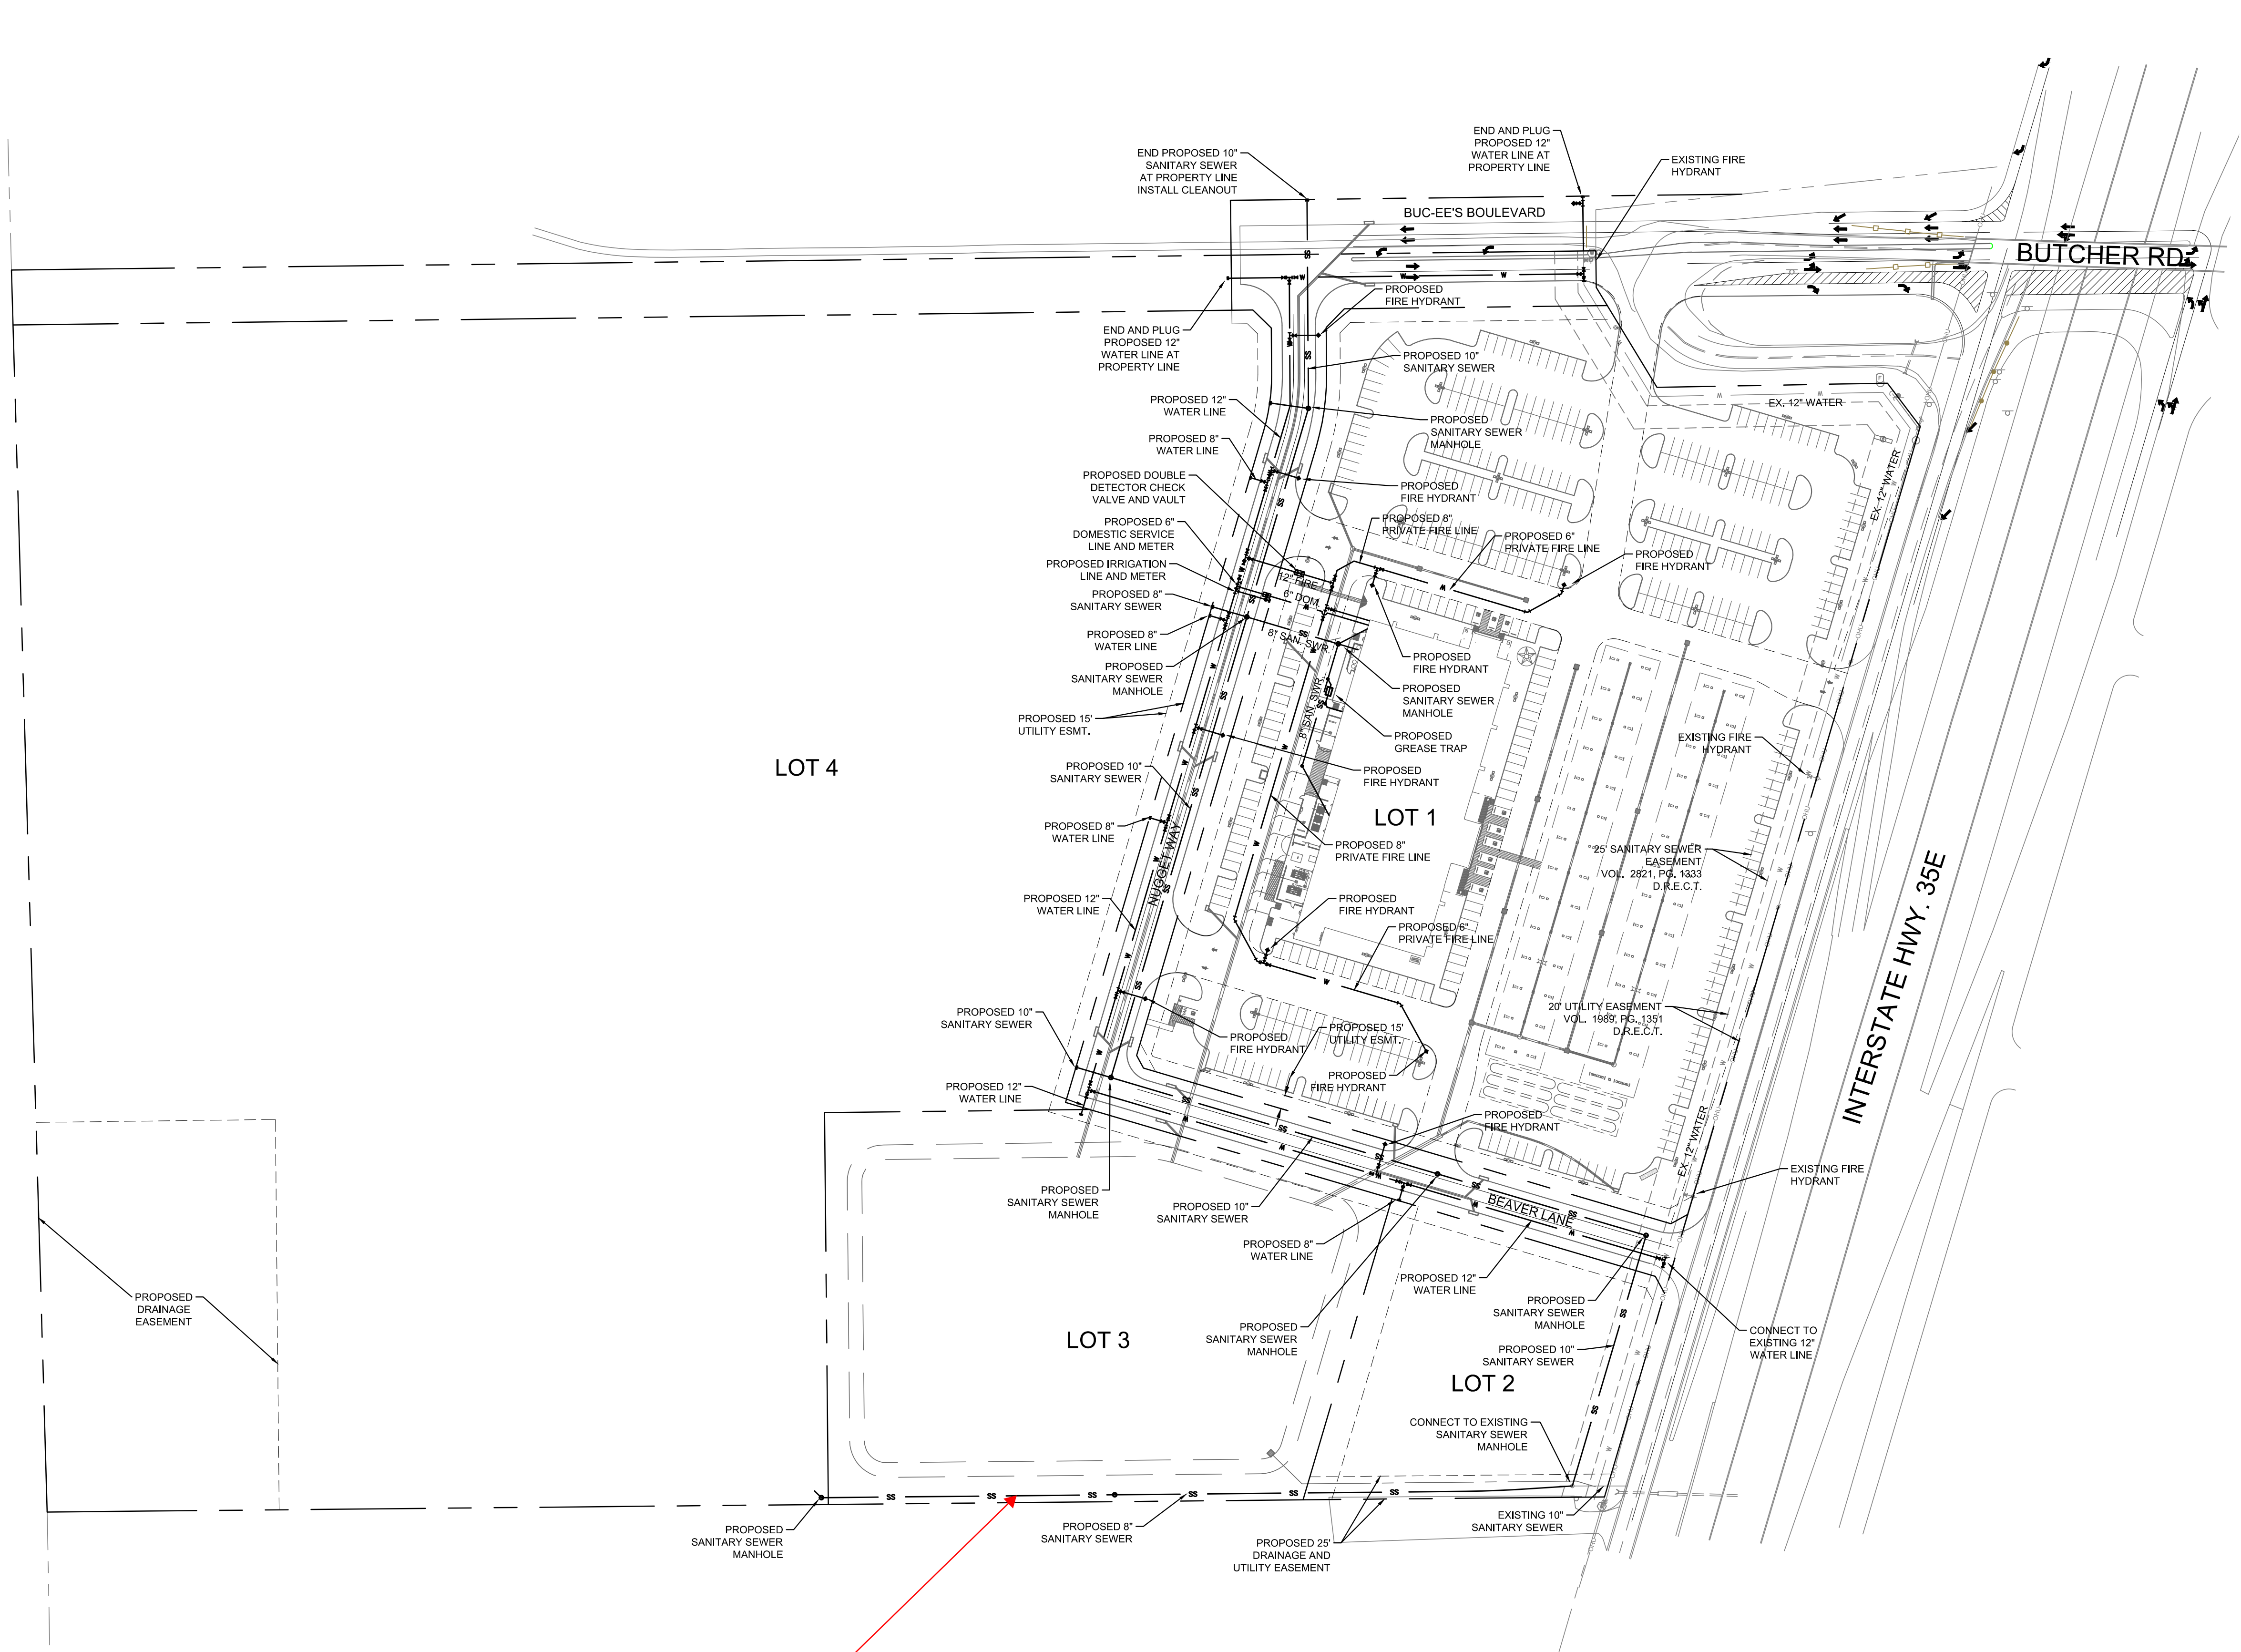 END AND PLUG
PROPOSED 12"
WATER LINE AT
PROPERTY LINE
END PROPOSED 10"
SANITARY SEWER
AT PROPERTY LINE
INSTALL CLEANOUT
EXISTING FIRE
HYDRANT
BUC-EE'S BOULEVARD
BUTCHER RD
PROPOSED
FIRE HYDRANT
END AND PLUG
PROPOSED 12"
WATER LINE AT
PROPERTY LINE
PROPOSED 10"
SANITARY SEWER
PROPOSED 12"
WATER LINE
EX. 12" WATER
PROPOSED
SANITARY SEWER
MANHOLE
PROPOSED 8"
WATER LINE
EX. 12" WATER
PROPOSED DOUBLE
DETECTOR CHECK
VALVE AND VAULT
PROPOSED
FIRE HYDRANT
PROPOSED 8"
PRIVATE FIRE LINE
PROPOSED 6"
DOMESTIC SERVICE
LINE AND METER
PROPOSED 6"
PRIVATE FIRE LINE
PROPOSED
FIRE HYDRANT
PROPOSED IRRIGATION
LINE AND METER
12" FIRE
6" DOM.
PROPOSED 8"
SANITARY SEWER
8" SAN. SWR.
PROPOSED 8"
WATER LINE
PROPOSED
FIRE HYDRANT
PROPOSED
SANITARY SEWER
MANHOLE
PROPOSED
SANITARY SEWER
MANHOLE
8" SAN. SWR.
PROPOSED 15'
UTILITY ESMT.
PROPOSED
GREASE TRAP
EXISTING FIRE
HYDRANT
LOT 4
PROPOSED 10"
SANITARY SEWER
PROPOSED
FIRE HYDRANT
LOT 1
PROPOSED 8"
WATER LINE
NUGGET WAY
PROPOSED 8"
PRIVATE FIRE LINE
25' SANITARY SEWER
EASEMENT
VOL. 2821, PG. 1333
D.R.E.C.T.
INTERSTATE HWY. 35E
PROPOSED 12"
WATER LINE
PROPOSED
FIRE HYDRANT
PROPOSED 6"
PRIVATE FIRE LINE
20' UTILITY EASEMENT
VOL. 1989, PG. 1351
D.R.E.C.T.
PROPOSED 10"
SANITARY SEWER
PROPOSED
FIRE HYDRANT
PROPOSED 15'
UTILITY ESMT.
PROPOSED
FIRE HYDRANT
PROPOSED 12"
WATER LINE
PROPOSED
FIRE HYDRANT
EX. 12" WATER
EXISTING FIRE
HYDRANT
PROPOSED
SANITARY SEWER
MANHOLE
PROPOSED 10"
SANITARY SEWER
BEAVER LANE
PROPOSED 8"
WATER LINE
PROPOSED 12"
WATER LINE
PROPOSED
SANITARY SEWER
MANHOLE
PROPOSED
DRAINAGE
EASEMENT
LOT 3
PROPOSED
SANITARY SEWER
MANHOLE
CONNECT TO
EXISTING 12"
WATER LINE
PROPOSED 10"
SANITARY SEWER
LOT 2
CONNECT TO EXISTING
SANITARY SEWER
MANHOLE
SS SS SS SS SS SS
PROPOSED
SANITARY SEWER
MANHOLE
PROPOSED 8"
SANITARY SEWER
PROPOSED 25'
DRAINAGE AND
UTILITY EASEMENT
EXISTING 10"
SANITARY SEWER